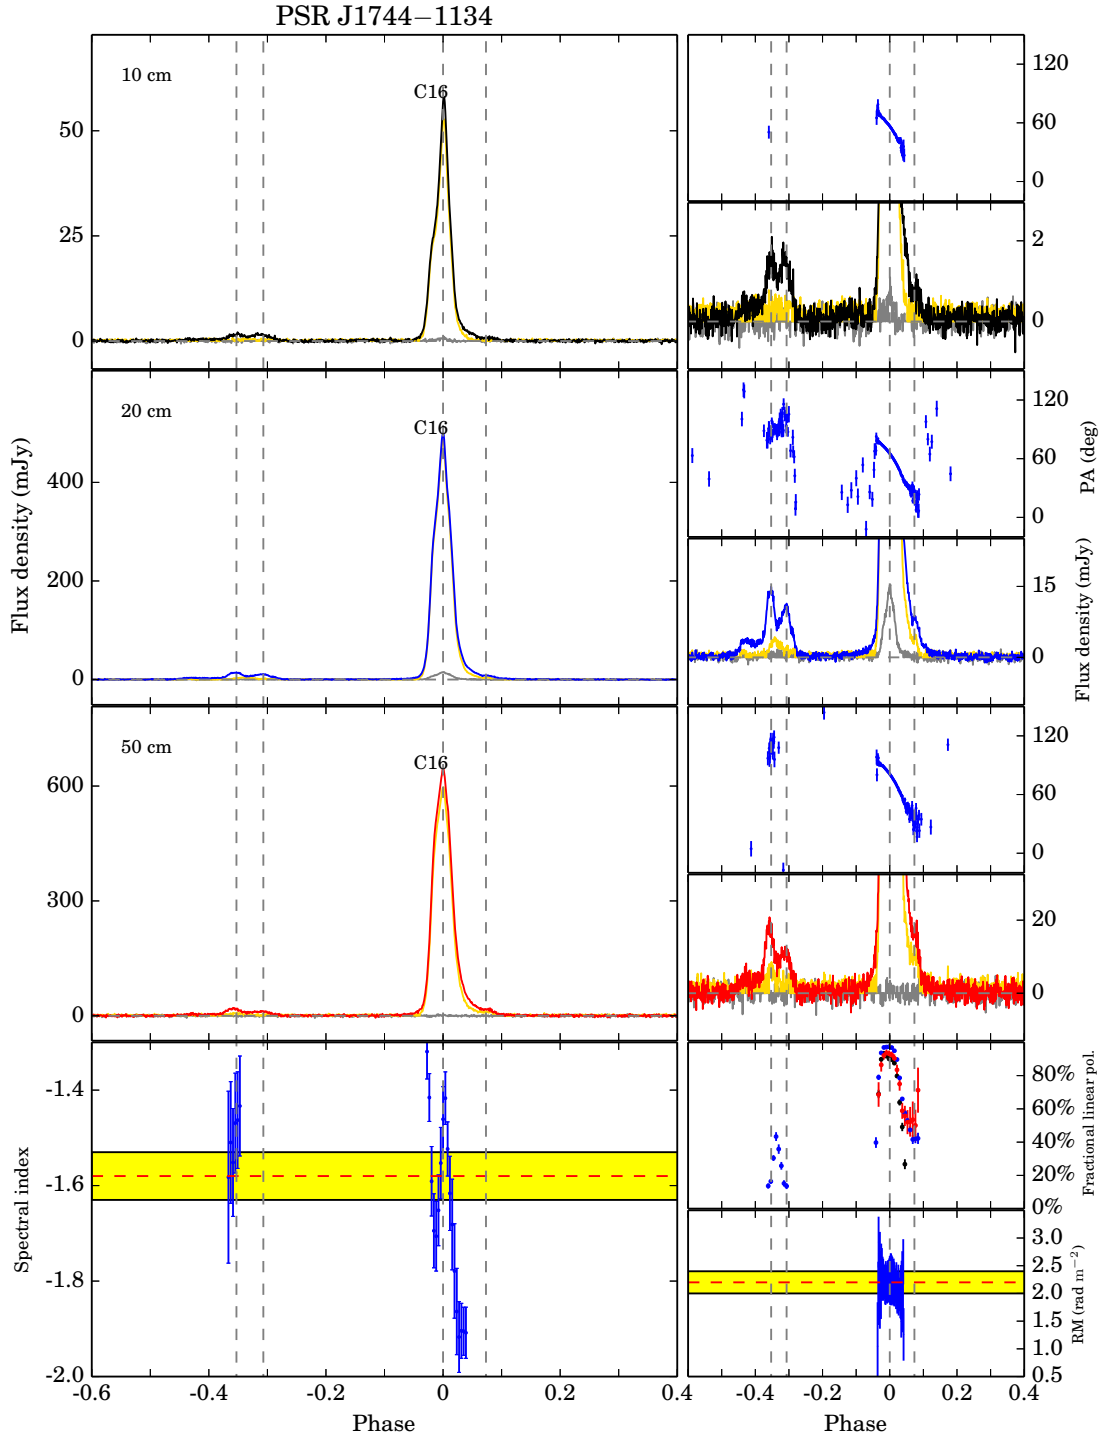 PSR J1744−1134
10 cm
C16
50
25
0
120
60
0
2
0
20 cm
C16
400
200
0
120
60
0
15
0
50 cm
C16
600
300
0
120
60
0
20
0
Flux density (mJy)
PA (deg)
Flux density (mJy)
-1.4
-1.6
-1.8
-2.0
Spectral index
80%
60%
40%
20%
0%
Fractional linear pol.
3.0
2.5
2.0
1.5
1.0
0.5
RM (rad m−2)
-0.6 -0.4 -0.2 0 0.2 0.4
Phase
-0.4 -0.2 0 0.2 0.4
Phase